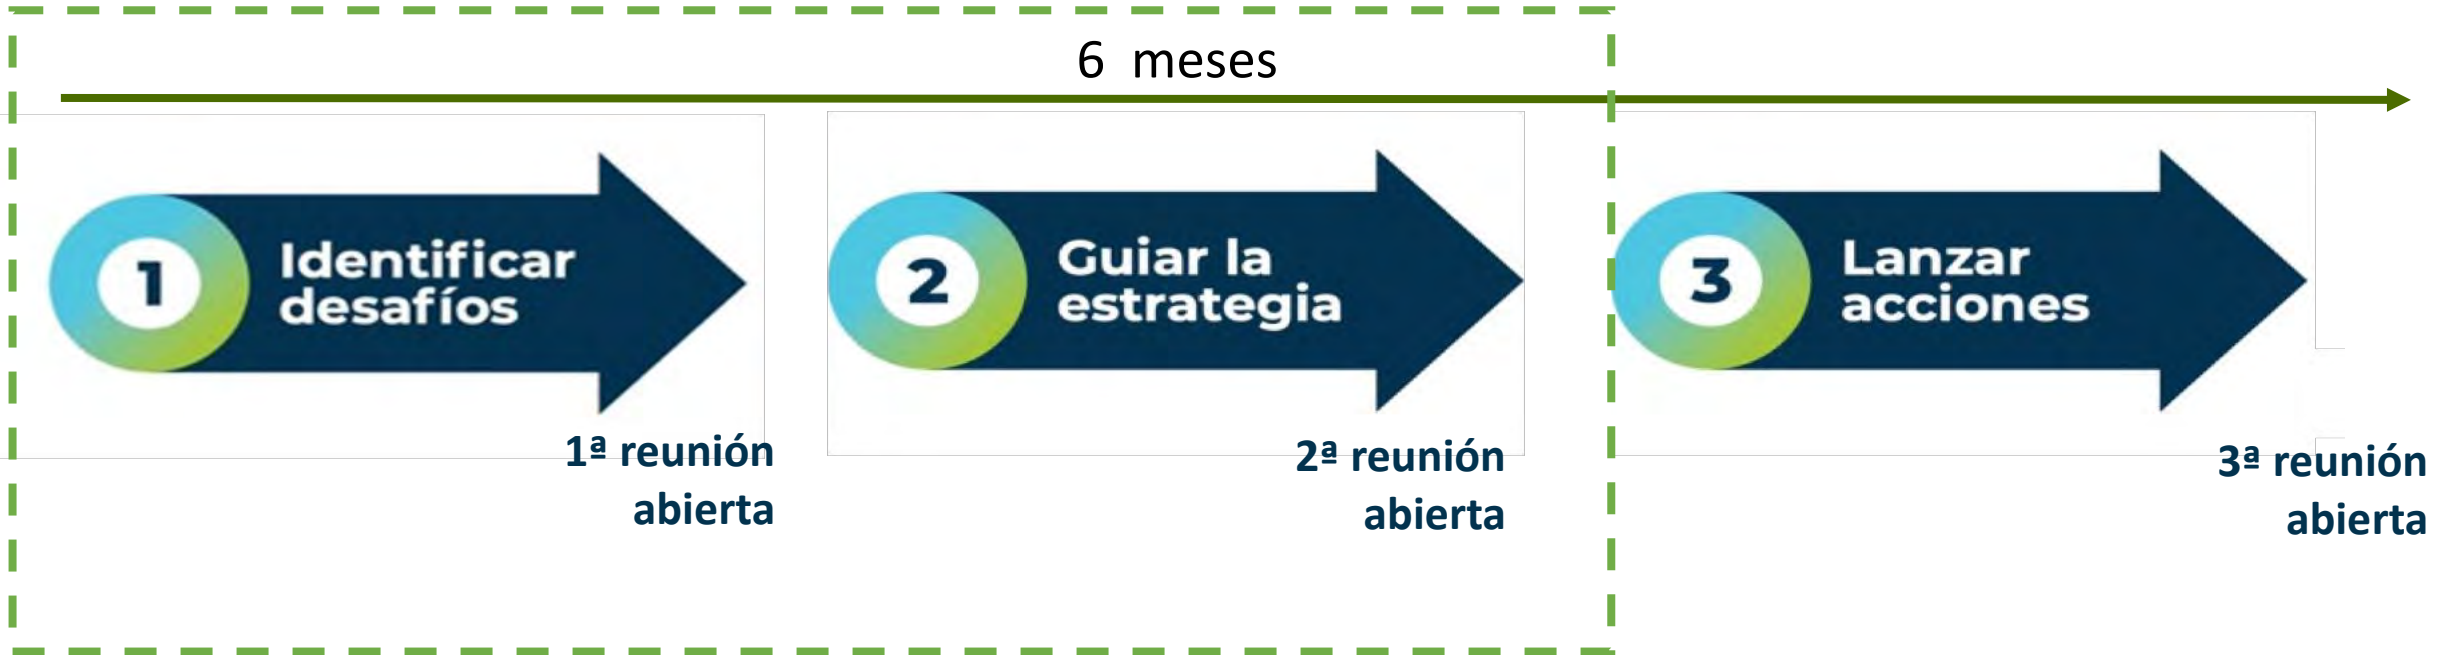 6 meses
1
Identificar
desafíos
1ª reunión
abierta
2
Guiar la
estrategia
2ª reunión
abierta
3
Lanzar
acciones
3ª reunión
abierta